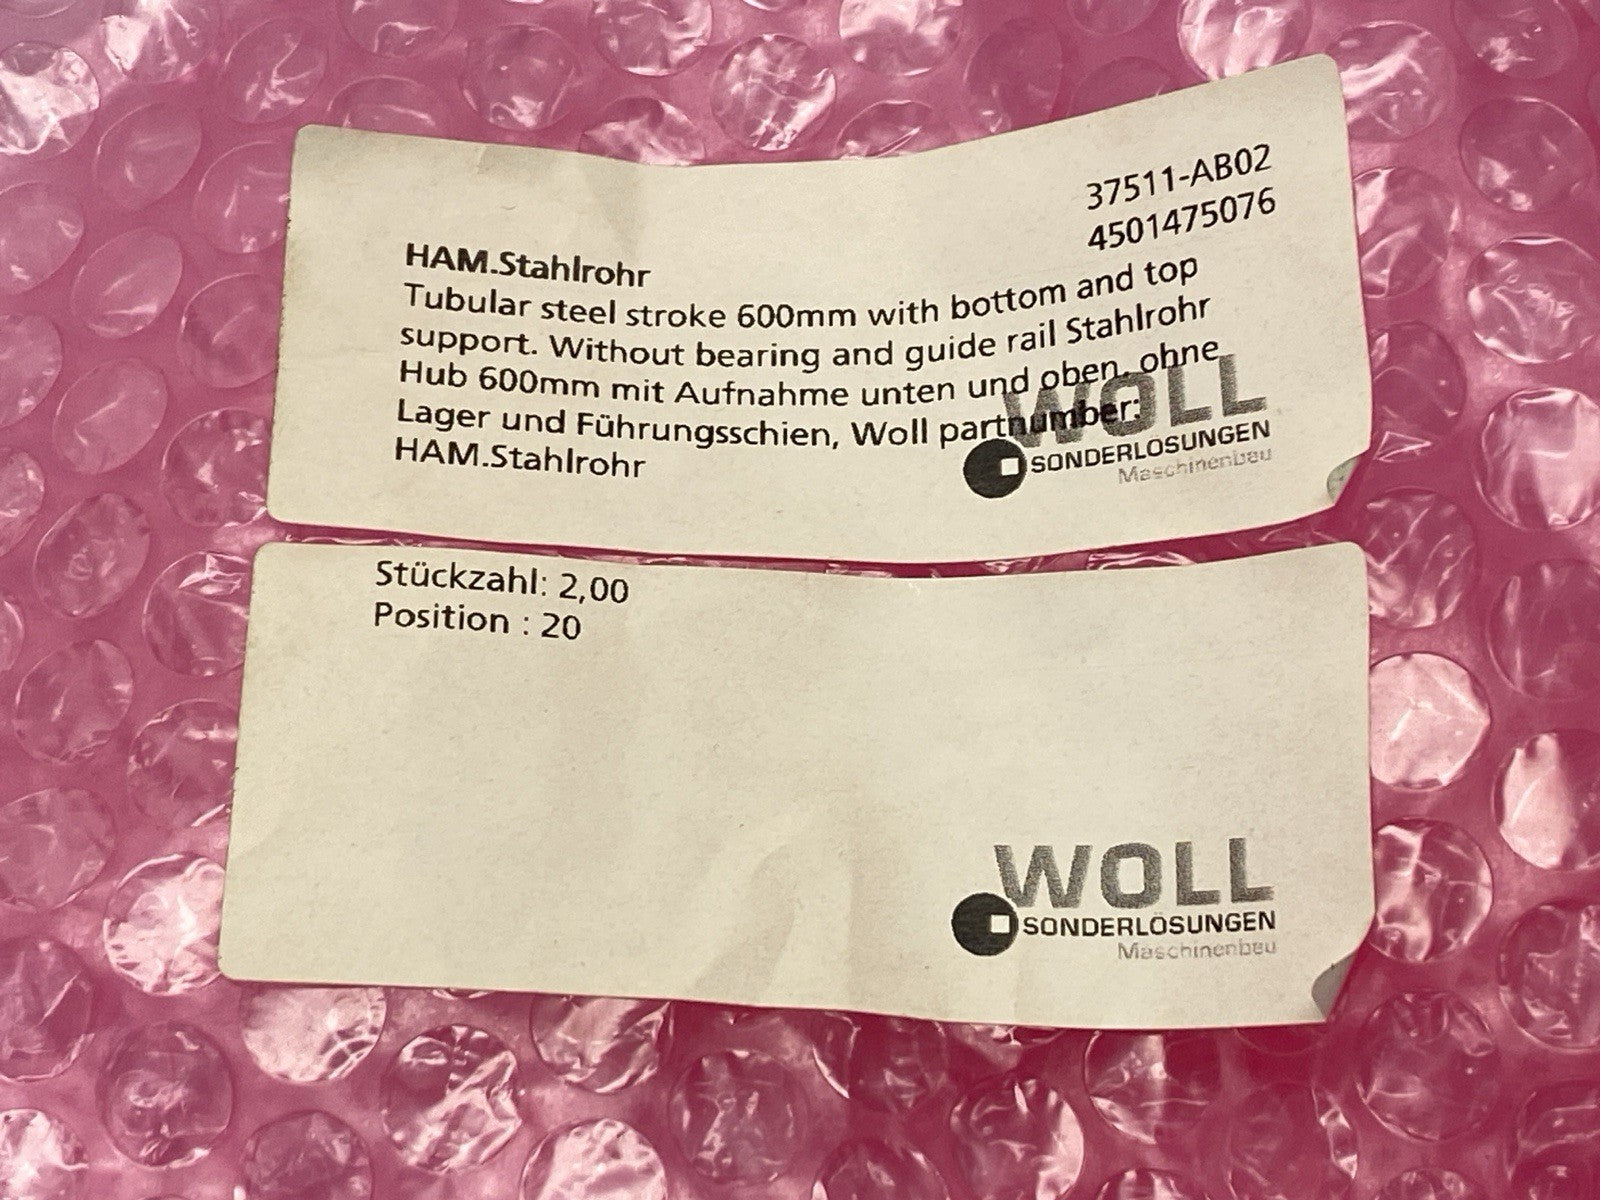 37511-AB02
4501475076
HAM.Stahlrohr
Tubular steel stroke 600mm with bottom and top
support. Without bearing and guide rail Stahlrohr
Hub 600mm mit Aufnahme unten und oben, ohne
Lager und Führungsschien, Woll partnumber:
HAM.Stahlrohr
WOLL
SONDERLÖSUNGEN
Maschinenbau
Stückzahl: 2,00
Position : 20
WOLL
SONDERLÖSUNGEN
Maschinenbau